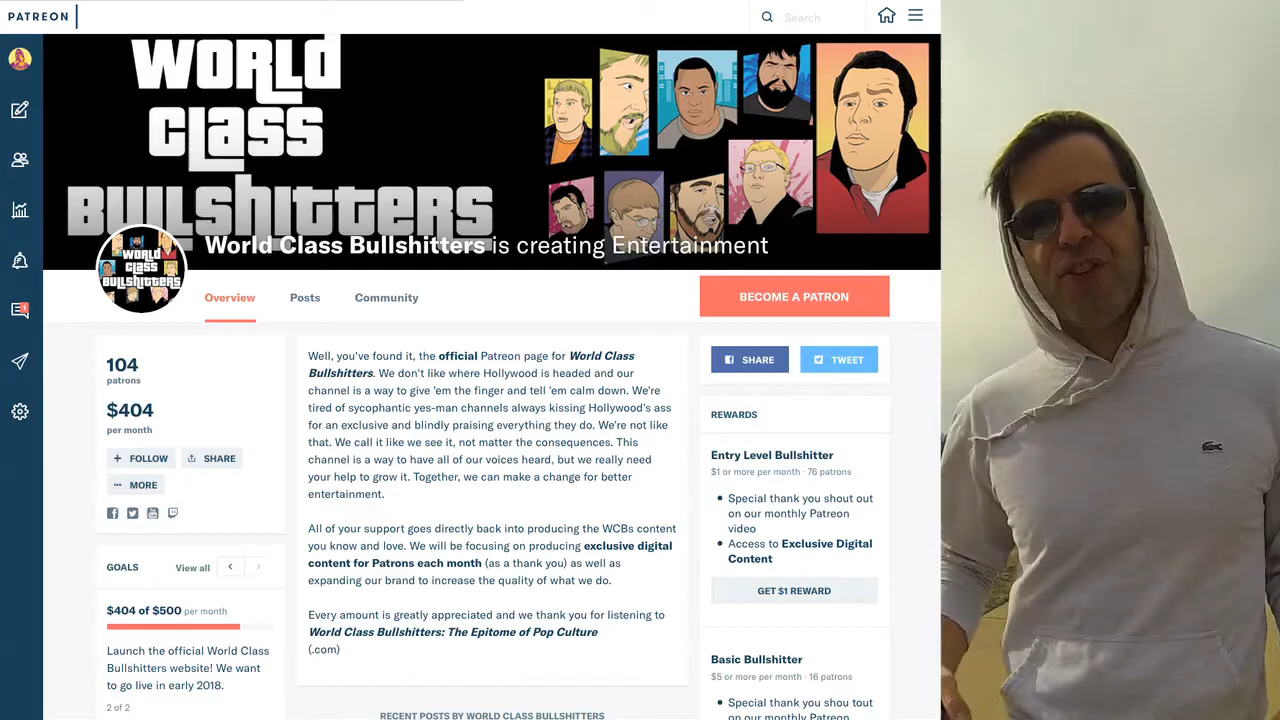 PATREON
Search
WORLD
CLASS
BULLSHITTERS
World Class Bullshitters is creating Entertainment
WORLD
CLASS
BULLSHITTERS
Overview
Posts
Community
BECOME A PATRON
104
patrons
$404
per month
+ FOLLOW
SHARE
··· MORE
GOALS
View all
$404 of $500 per month
Launch the official World Class
Bullshitters website! We want
to go live in early 2018.
2 of 2
Well, you've found it, the official Patreon page for World Class
Bullshitters. We don't like where Hollywood is headed and our
channel is a way to give 'em the finger and tell 'em calm down. We're
tired of sycophantic yes-man channels always kissing Hollywood's ass
for an exclusive and blindly praising everything they do. We're not like
that. We call it like we see it, not matter the consequences. This
channel is a way to have all of our voices heard, but we really need
your help to grow it. Together, we can make a change for better
entertainment.
All of your support goes directly back into producing the WCBs content
you know and love. We will be focusing on producing exclusive digital
content for Patrons each month (as a thank you) as well as
expanding our brand to increase the quality of what we do.
Every amount is greatly appreciated and we thank you for listening to
World Class Bullshitters: The Epitome of Pop Culture
(.com)
RECENT POSTS BY WORLD CLASS BULLSHITTERS
SHARE
TWEET
REWARDS
Entry Level Bullshitter
$1 or more per month · 76 patrons
• Special thank you shout out
on our monthly Patreon
video
• Access to Exclusive Digital
Content
GET $1 REWARD
Basic Bullshitter
$5 or more per month · 16 patrons
• Special thank you shou tout
on our monthly Patreon